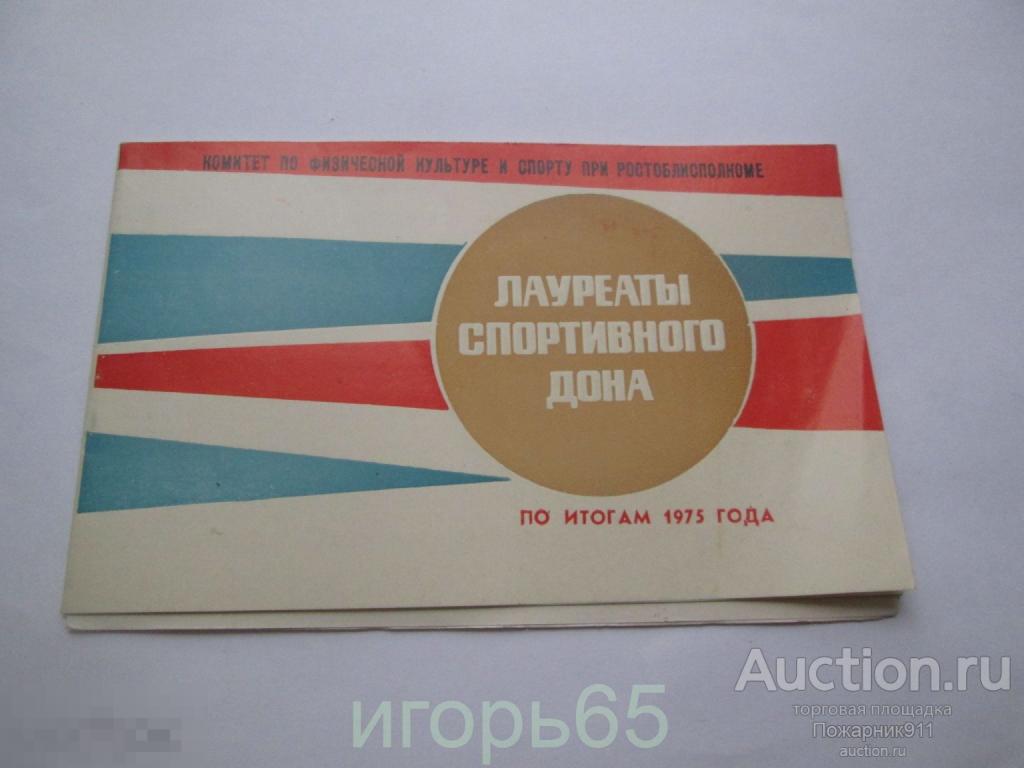 КОМИТЕТ ПО ФИЗИЧЕСКОЙ КУЛЬТУРЕ И СПОРТУ ПРИ РОСТОБЛИСПОЛКОМЕ
ЛАУРЕАТЫ
СПОРТИВНОГО
ДОНА
ПО ИТОГАМ 1975 ГОДА
Auction.ru
торговая площадка
Пожарник911
auction.ru
игорь65